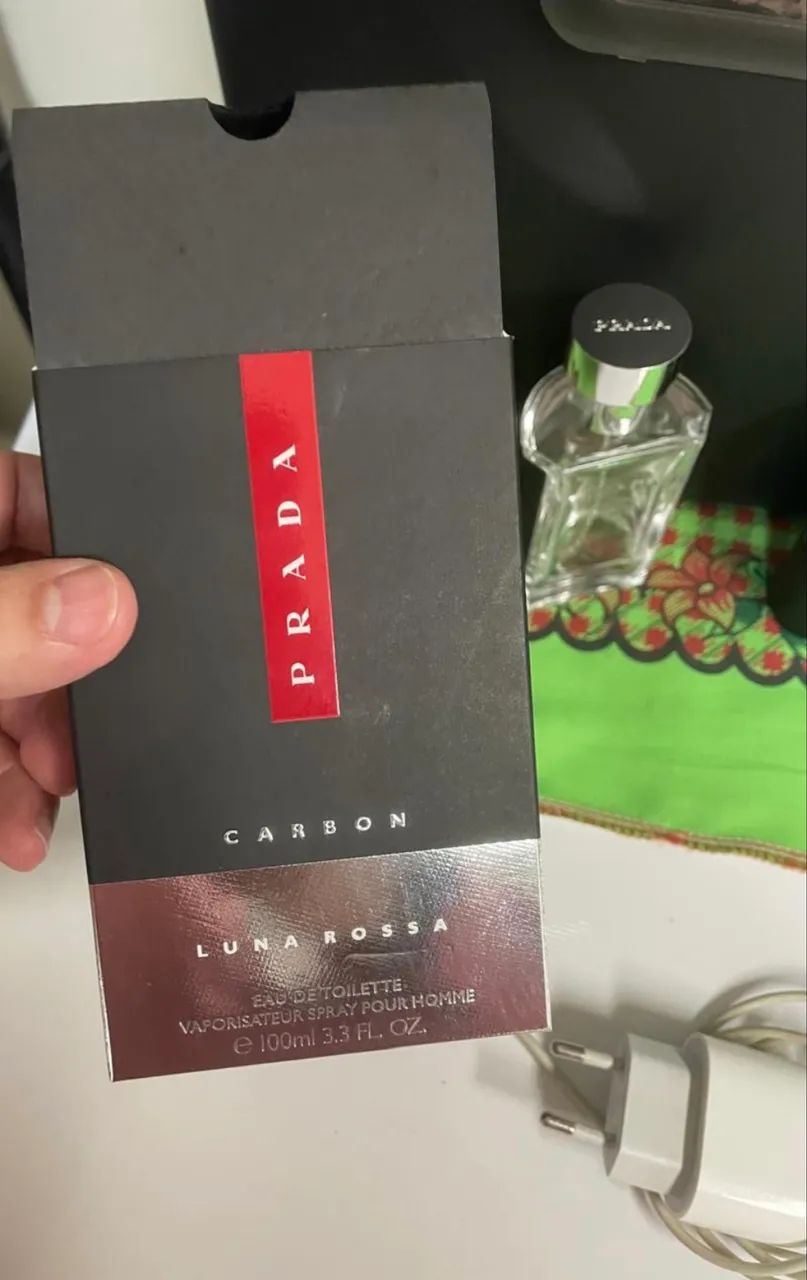 PRADA
PRADA
CARBON
LUNA ROSSA
EAU DE TOILETTE
VAPORISATEUR SPRAY POUR HOMME
℮ 100ml 3.3 FL. OZ.